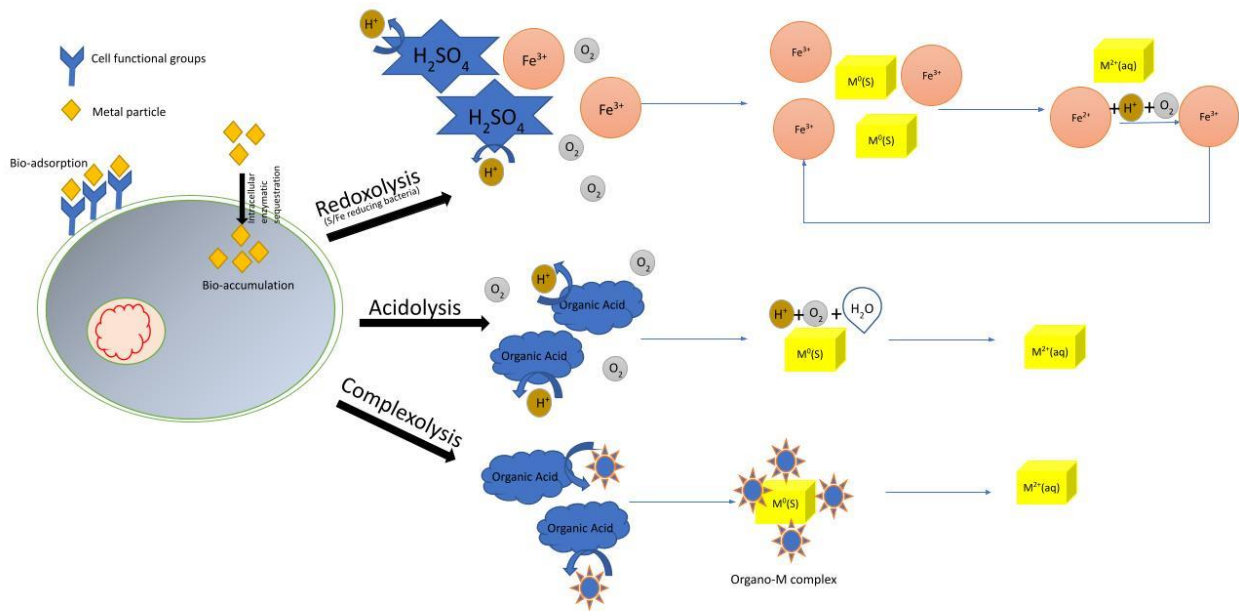 Cell functional groups
Metal particle
Bio-adsorption
Intracellular
enzymatic
sequestration
Bio-accumulation
Redoxolysis
(S/Fe reducing bacteria)
H⁺
H₂SO₄
Fe³⁺
O₂
H₂SO₄
Fe³⁺
H⁺
O₂
O₂
Fe³⁺
M⁰(S)
Fe³⁺
Fe³⁺
M⁰(S)
M²⁺(aq)
Fe²⁺ + H⁺ + O₂
Fe³⁺
Acidolysis
O₂
H⁺
O₂
Organic Acid
Organic Acid
O₂
H⁺
H⁺ + O₂ + H₂O
M⁰(S)
M²⁺(aq)
Complexolysis
Organic Acid
Organic Acid
M⁰(S)
Organo-M complex
M²⁺(aq)